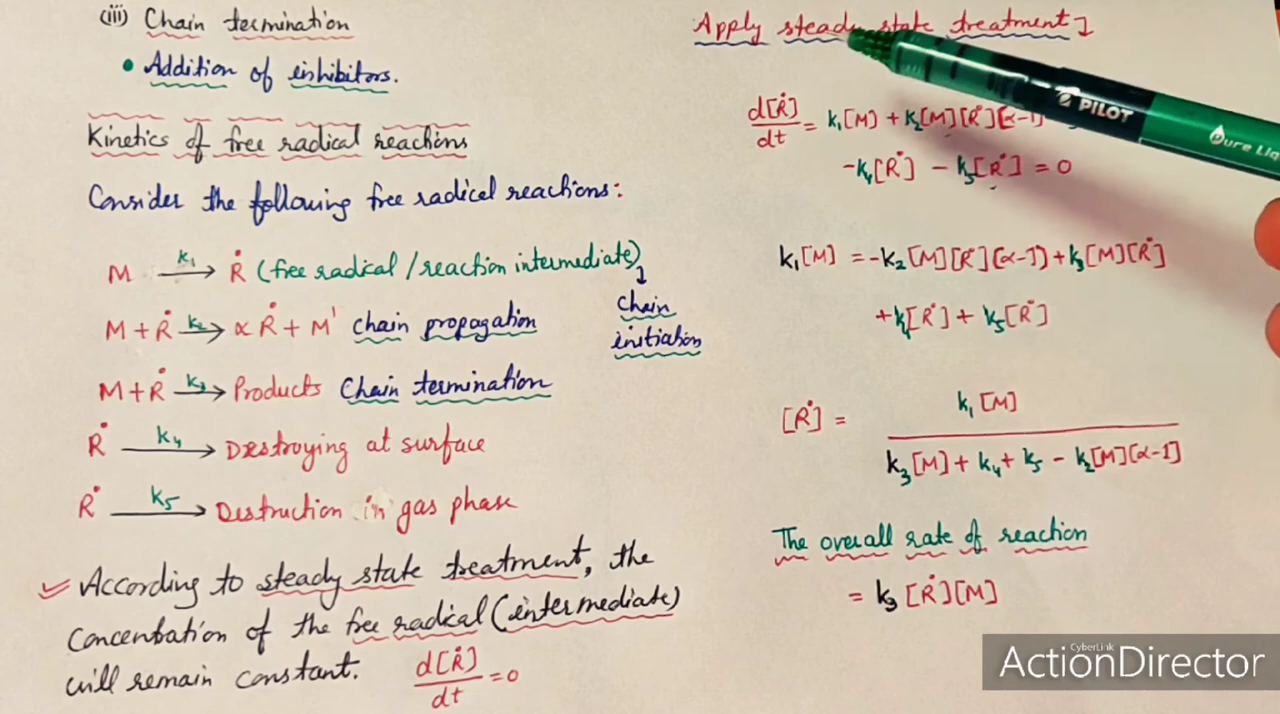 (iii) Chain termination
• Addition of inhibitors.
Kinetics of free radical reactions
Consider the following free radical reactions:
M —k₁→ Ṙ (free radical / reaction intermediate)
↓
Chain initiation
M + Ṙ —k₂→ ∝ Ṙ + M' chain propagation
M + Ṙ —k₃→ Products Chain termination
R• —k₄→ Destroying at surface
R• —k₅→ Destruction in gas phase
✓ According to steady state treatment, the
concentration of the free radical (intermediate)
will remain constant. d[Ṙ]/dt = 0
Apply steady state treatment]
d[Ṙ]/dt = k₁[M] + k₂[M][R•](∝-1)
-k₄[R•] - k₅[R•] = 0
k₁[M] = -k₂[M][R•](∝-1) + k₃[M][R•]
+ k₄[R•] + k₅[R•]
[R•] = k₁[M] / k₃[M] + k₄ + k₅ - k₂[M][∝-1]
The overall rate of reaction
= k₃[R•][M]
PILOT
Pure Liq
CyberLink
ActionDirector